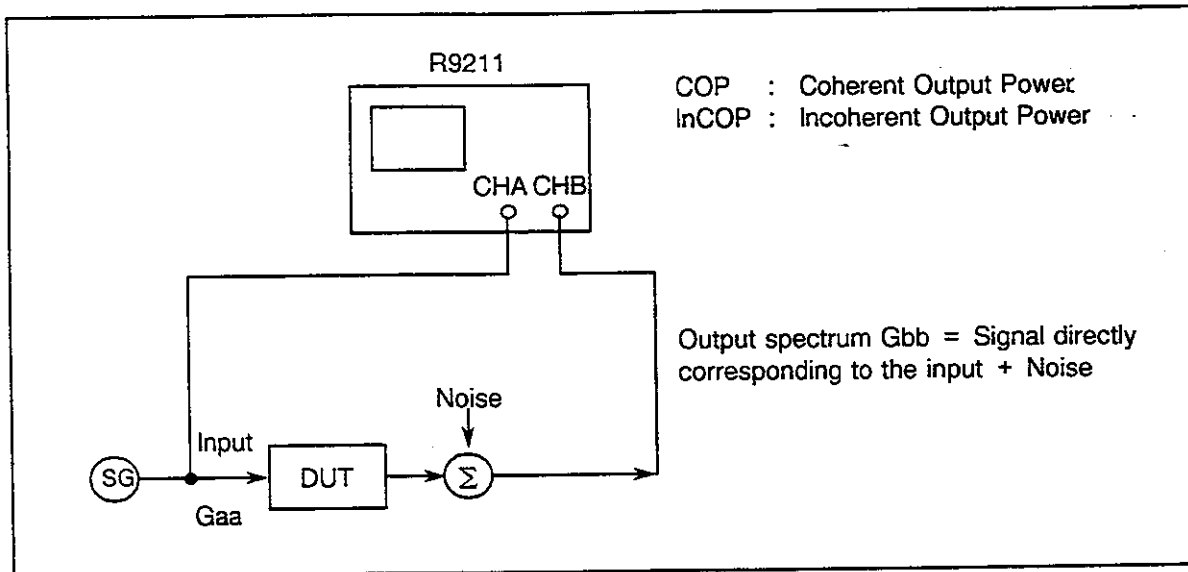 R9211
COP : Coherent Output Power
InCOP : Incoherent Output Power
CHA CHB
Output spectrum Gbb = Signal directly
corresponding to the input + Noise
Noise
Input
SG
DUT
Σ
Gaa